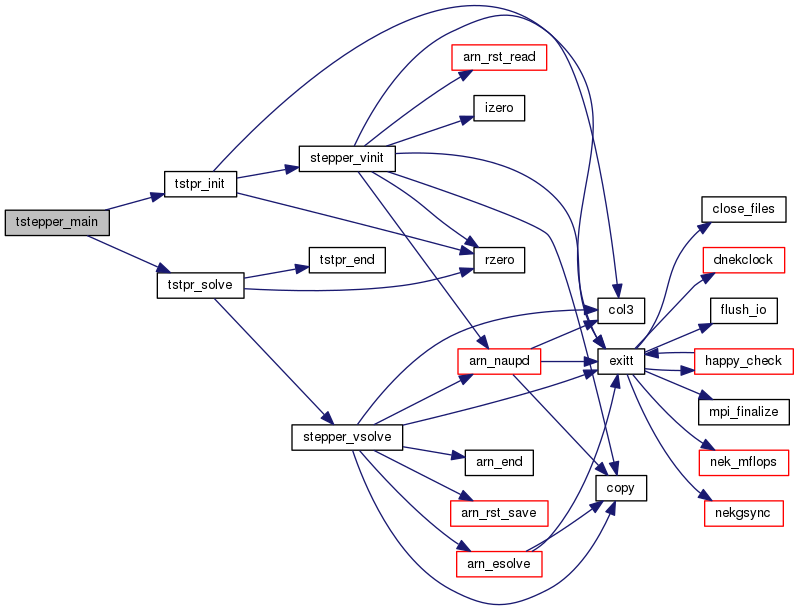 tstepper_main
tstpr_init
tstpr_solve
stepper_vinit
tstpr_end
stepper_vsolve
arn_rst_read
izero
rzero
arn_naupd
arn_end
arn_rst_save
arn_esolve
col3
exitt
copy
close_files
dnekclock
flush_io
happy_check
mpi_finalize
nek_mflops
nekgsync